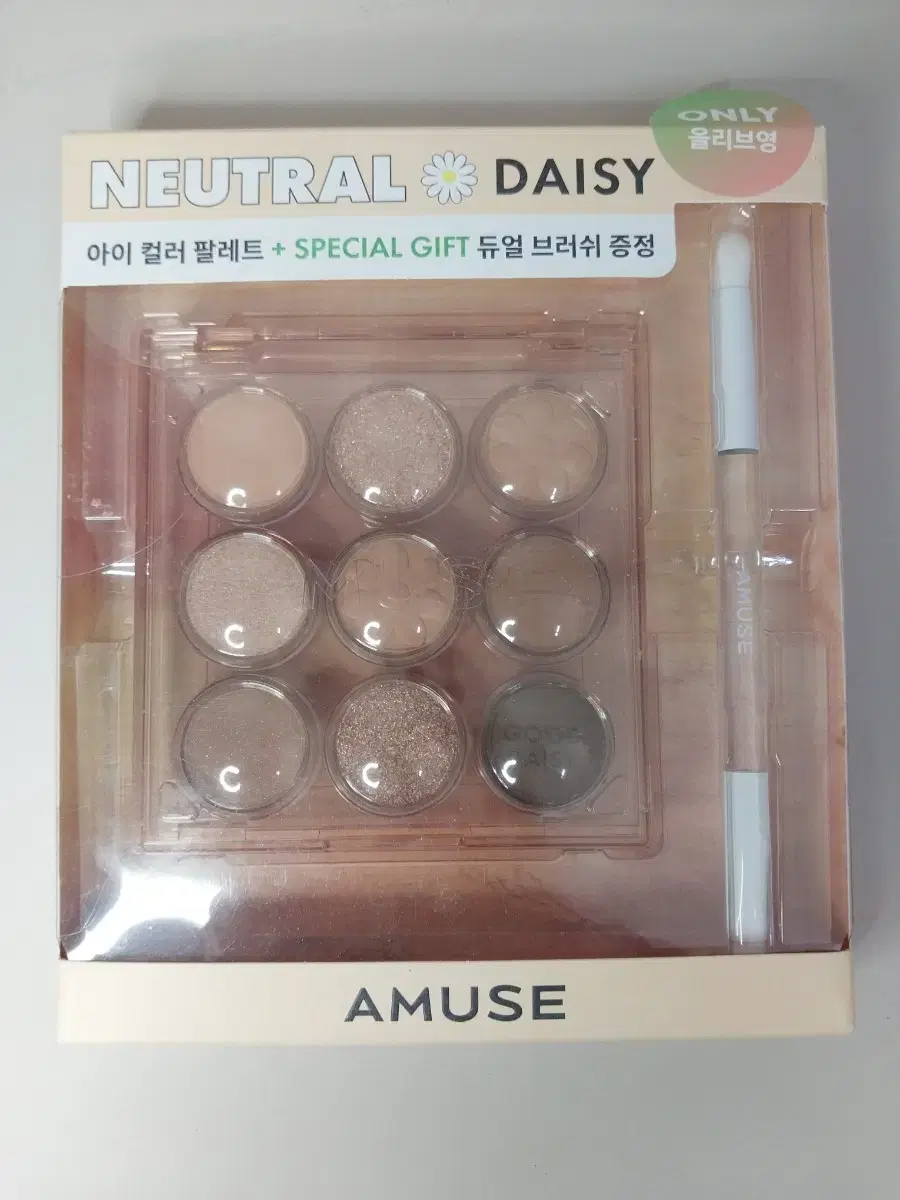 ONLY
올리브영
NEUTRAL DAISY
아이 컬러 팔레트 + SPECIAL GIFT 듀얼 브러쉬 증정
AMUSE
AMUSE